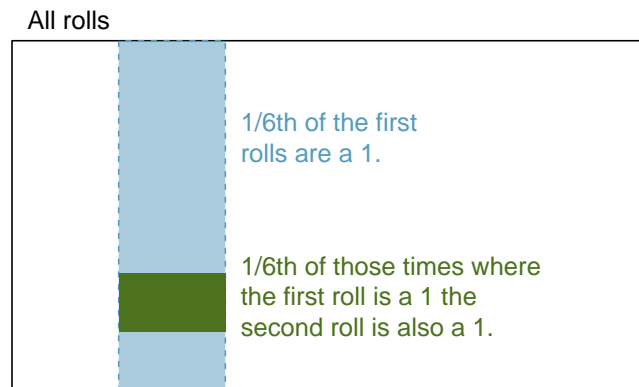 All rolls
1/6th of the first
rolls are a 1.
1/6th of those times where
the first roll is a 1 the
second roll is also a 1.